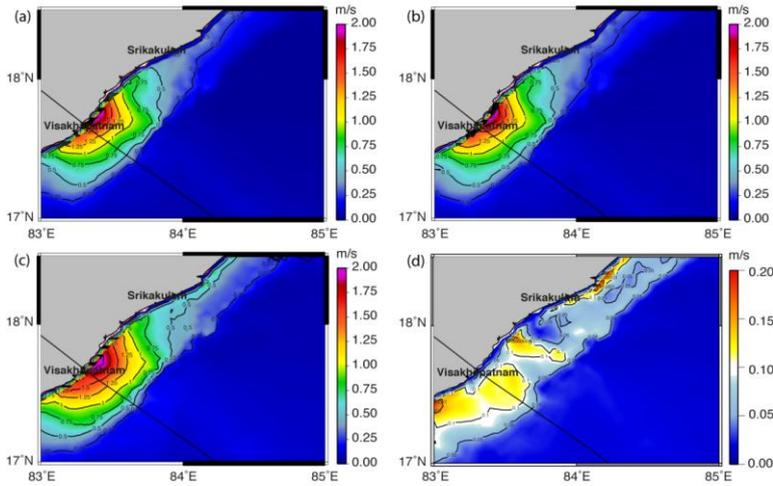 (a)
m/s
(b)
m/s
2.00
2.00
Srikakulam
Srikakulam
1.75
1.75
18°N
18°N
1.50
1.50
1.25
1.25
1.00
1.00
Visakhapatnam
Visakhapatnam
0.75
0.75
0.50
0.50
0.25
0.25
17°N
17°N
0.00
0.00
83°E
84°E
85°E
83°E
84°E
85°E
(c)
m/s
(d)
m/s
2.00
0.20
Srikakulam
Srikakulam
1.75
18°N
18°N
1.50
0.15
1.25
1.00
0.10
Visakhapatnam
Visakhapatnam
0.75
0.50
0.05
0.25
17°N
17°N
0.00
0.00
83°E
84°E
85°E
83°E
84°E
85°E